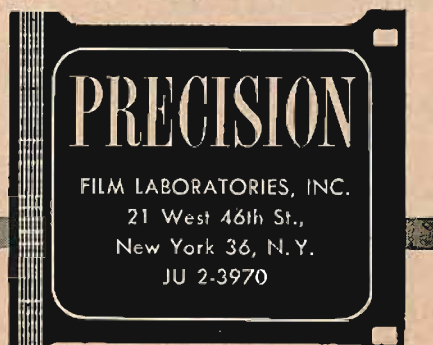 PRECISION
FILM LABORATORIES, INC.
21 West 46th St.,
New York 36, N.Y.
JU 2-3970